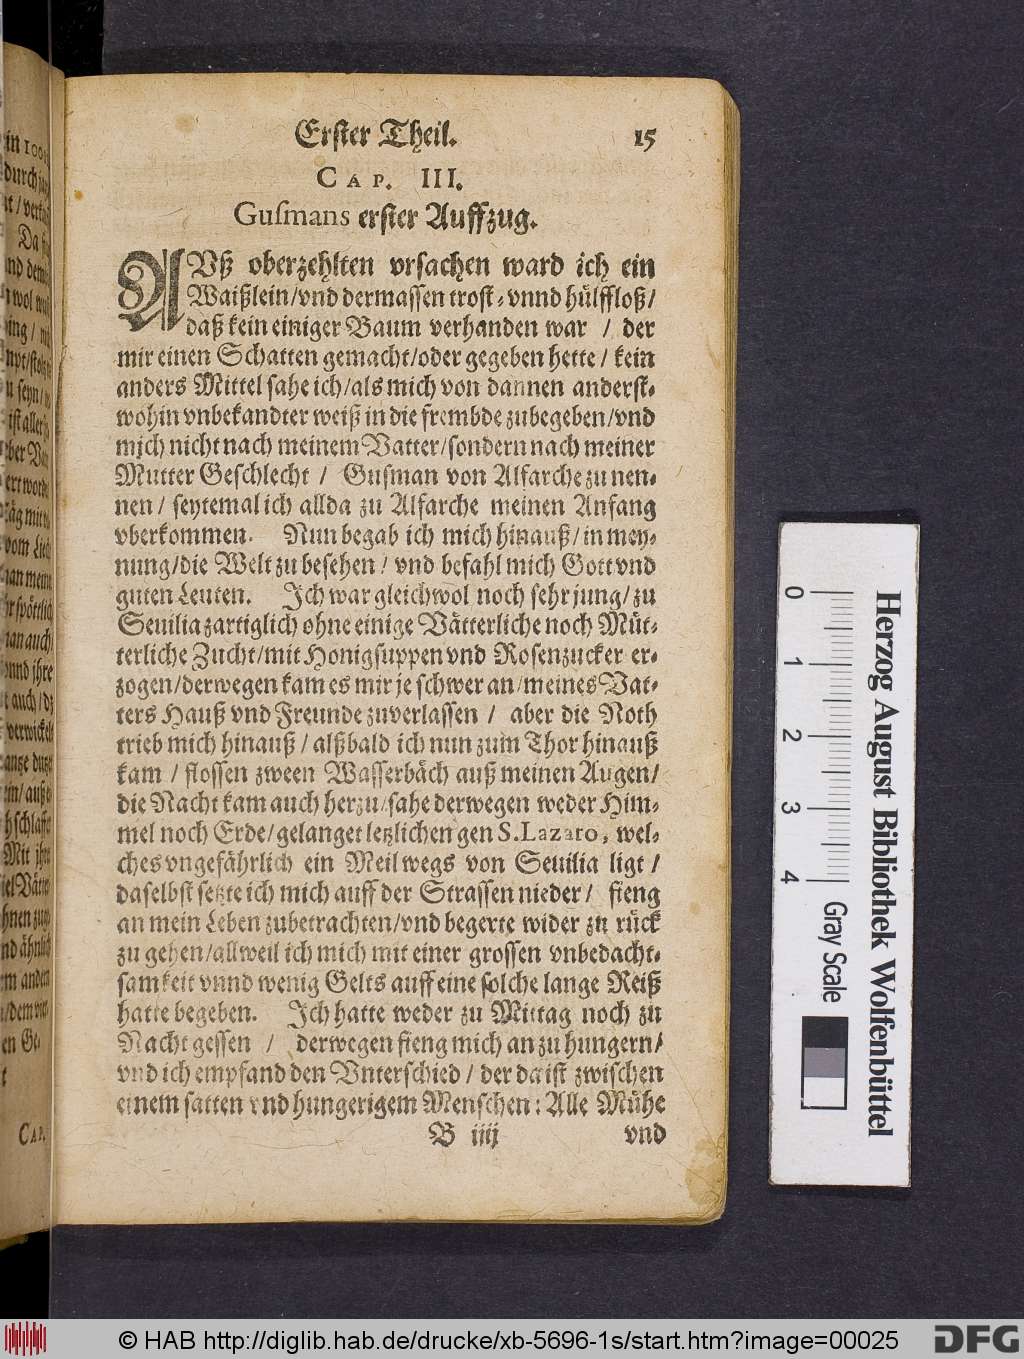 Erster Theil. 15
CAP. III.
Guſmans erster Auffzug.
AVß oberzehlten vrsachen ward ich ein
Waißlein/vnd dermassen trost- vnnd hülffloß/
daß kein einiger Baum verhanden war / der
mir einen Schatten gemacht/oder gegeben hette / kein
anders Mittel sahe ich/als mich von dannen anderst-
wohin vnbekandter weiß in die frembde zubegeben/vnd
mich nicht nach meinem Vatter/sondern nach meiner
Mutter Geschlecht / Gusman von Alfarche zu nen-
nen / seytemal ich allda zu Alfarche meinen Anfang
vberkommen. Nun begab ich mich hinauß/in mey-
nung/die Welt zu besehen / vnd befahl mich Gott vnd
guten Leuten. Ich war gleichwol noch sehr jung/zu
Seuilia zartiglich ohne einige Vätterliche noch Müt-
terliche Zucht/mit Honigsuppen vnd Rosenzucker er-
zogen/derwegen kam es mir je schwer an/meines Vat-
ters Hauß vnd Freunde zuverlassen / aber die Noth
trieb mich hinauß / alßbald ich nun zum Thor hinauß
kam / flossen zween Wasserbäch auß meinen Augen/
die Nacht kam auch herzu/sahe derwegen weder Him-
mel noch Erde/gelanget letzlichen gen S. Lazaro, wel-
ches vngefährlich ein Meil wegs von Seuilia ligt /
daselbst setzte ich mich auff der Strassen nieder / fieng
an mein Leben zubetrachten/vnd begerte wider zu rück
zu gehen/allweil ich mich mit einer grossen vnbedacht-
samkeit vnnd wenig Gelts auff eine solche lange Reiß
hatte begeben. Ich hatte weder zu Mittag noch zu
Nacht gessen / derwegen fieng mich an zu hungern/
vnd ich empfand den Vnterschied / der da ist zwischen
einem satten vnd hungerigem Menschen: Alle Mühe
B iiij vnd
CAP.
0 1 2 3 4 Gray Scale
Herzog August Bibliothek Wolfenbüttel
© HAB http://diglib.hab.de/drucke/xb-5696-1s/start.htm?image=00025
DFG